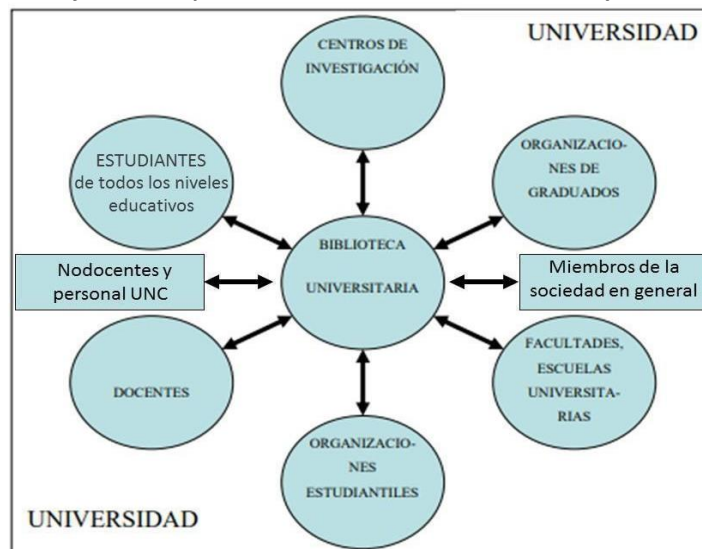 UNIVERSIDAD
CENTROS DE
INVESTIGACIÓN
ESTUDIANTES
de todos los niveles
educativos
ORGANIZACIO-
NES DE
GRADUADOS
BIBLIOTECA
UNIVERSITARIA
Nodocentes y
personal UNC
Miembros de la
sociedad en general
DOCENTES
FACULTADES,
ESCUELAS
UNIVERSITA-
RIAS
ORGANIZACIO-
NES
ESTUDIANTILES
UNIVERSIDAD